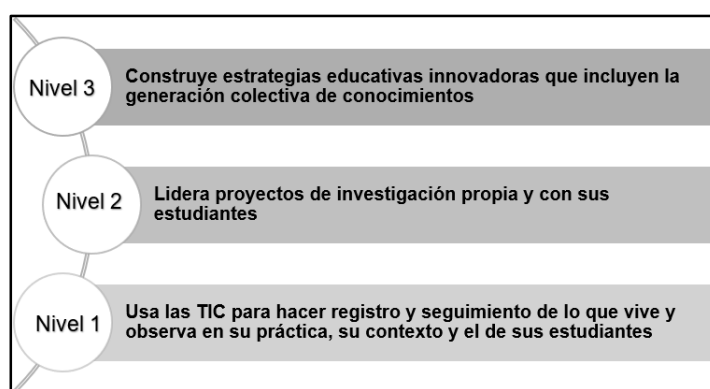 Nivel 3
Construye estrategias educativas innovadoras que incluyen la
generación colectiva de conocimientos
Nivel 2
Lidera proyectos de investigación propia y con sus
estudiantes
Nivel 1
Usa las TIC para hacer registro y seguimiento de lo que vive y
observa en su práctica, su contexto y el de sus estudiantes